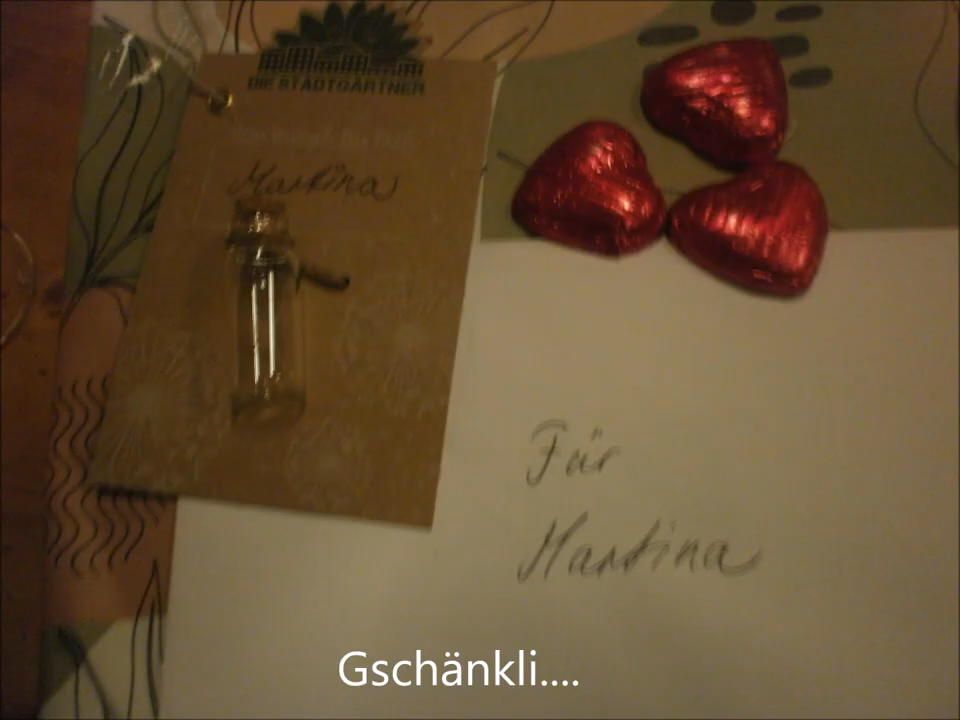 DIE STADTGÄRTNER
Martina
Für
Martina
Gschänkli....